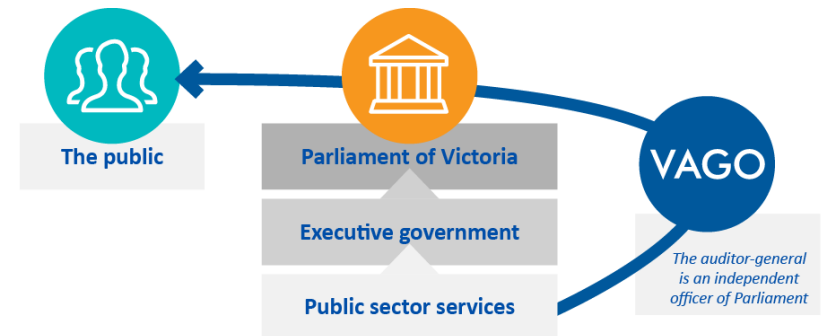 The public
Parliament of Victoria
Executive government
Public sector services
VAGO
The auditor-general
is an independent
officer of Parliament